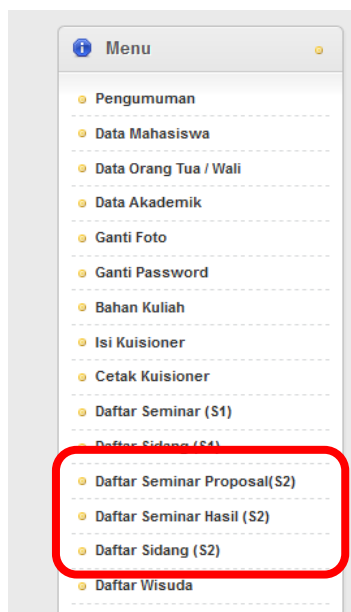 Menu
Pengumuman
Data Mahasiswa
Data Orang Tua / Wali
Data Akademik
Ganti Foto
Ganti Password
Bahan Kuliah
Isi Kuisioner
Cetak Kuisioner
Daftar Seminar (S1)
Daftar Sidang (S1)
Daftar Seminar Proposal(S2)
Daftar Seminar Hasil (S2)
Daftar Sidang (S2)
Daftar Wisuda